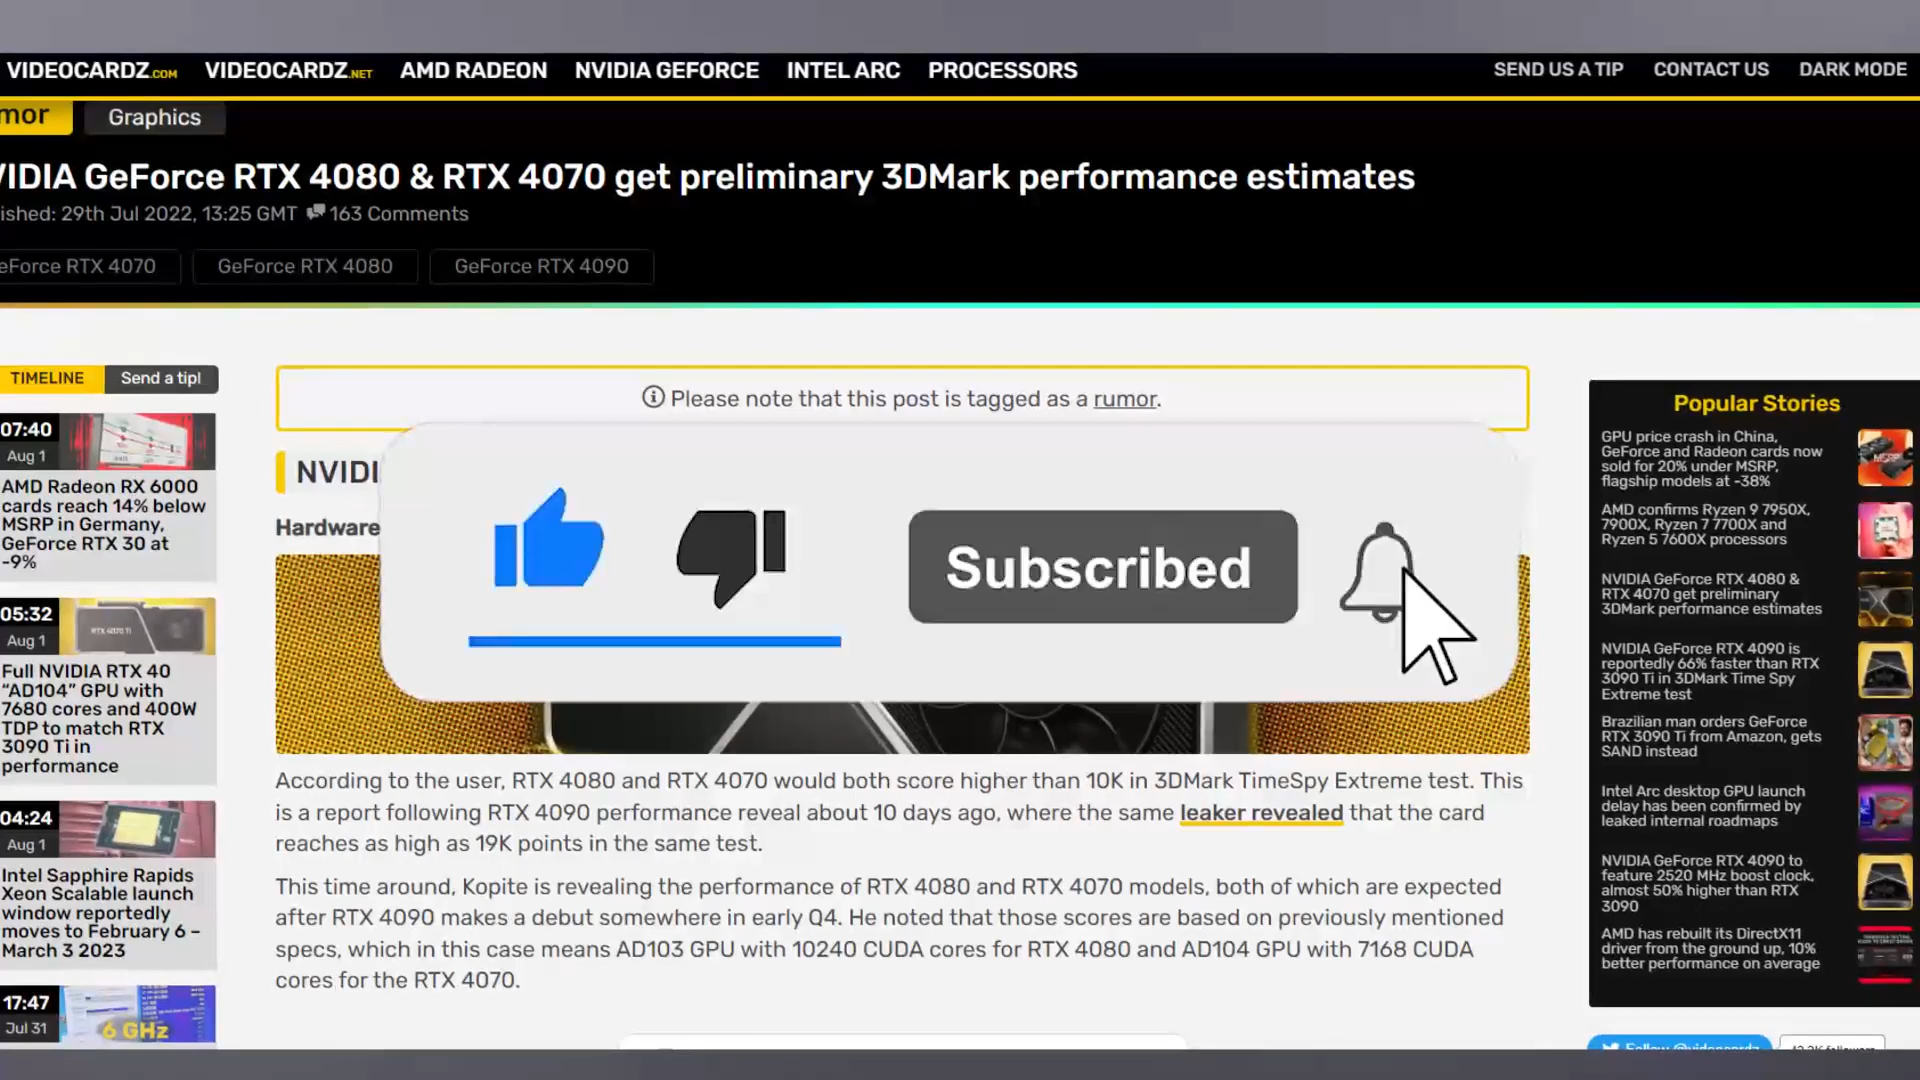 VIDEOCARDZ.COM VIDEOCARDZ.NET AMD RADEON NVIDIA GEFORCE INTEL ARC PROCESSORS SEND US A TIP CONTACT US DARK MODE
mor Graphics
VIDIA GeForce RTX 4080 & RTX 4070 get preliminary 3DMark performance estimates
ished: 29th Jul 2022, 13:25 GMT 163 Comments
eForce RTX 4070 GeForce RTX 4080 GeForce RTX 4090
TIMELINE Send a tip!
07:40
Aug 1
AMD Radeon RX 6000
cards reach 14% below
MSRP in Germany,
GeForce RTX 30 at
-9%
05:32
Aug 1
RTX 4070 Ti
Full NVIDIA RTX 40
“AD104” GPU with
7680 cores and 400W
TDP to match RTX
3090 Ti in
performance
04:24
Aug 1
Intel Sapphire Rapids
Xeon Scalable launch
window reportedly
moves to February 6 –
March 3 2023
17:47
Jul 31
6 GHz
Please note that this post is tagged as a rumor.
NVIDI
Hardware
Subscribed
According to the user, RTX 4080 and RTX 4070 would both score higher than 10K in 3DMark TimeSpy Extreme test. This
is a report following RTX 4090 performance reveal about 10 days ago, where the same leaker revealed that the card
reaches as high as 19K points in the same test.
This time around, Kopite is revealing the performance of RTX 4080 and RTX 4070 models, both of which are expected
after RTX 4090 makes a debut somewhere in early Q4. He noted that those scores are based on previously mentioned
specs, which in this case means AD103 GPU with 10240 CUDA cores for RTX 4080 and AD104 GPU with 7168 CUDA
cores for the RTX 4070.
Popular Stories
GPU price crash in China,
GeForce and Radeon cards now
sold for 20% under MSRP,
flagship models at -38%
MSRP
AMD confirms Ryzen 9 7950X,
7900X, Ryzen 7 7700X and
Ryzen 5 7600X processors
NVIDIA GeForce RTX 4080 &
RTX 4070 get preliminary
3DMark performance estimates
NVIDIA GeForce RTX 4090 is
reportedly 66% faster than RTX
3090 Ti in 3DMark Time Spy
Extreme test
Brazilian man orders GeForce
RTX 3090 Ti from Amazon, gets
SAND instead
Intel Arc desktop GPU launch
delay has been confirmed by
leaked internal roadmaps
NVIDIA GeForce RTX 4090 to
feature 2520 MHz boost clock,
almost 50% higher than RTX
3090
AMD has rebuilt its DirectX11
driver from the ground up, 10%
better performance on average
Follow @videocardz